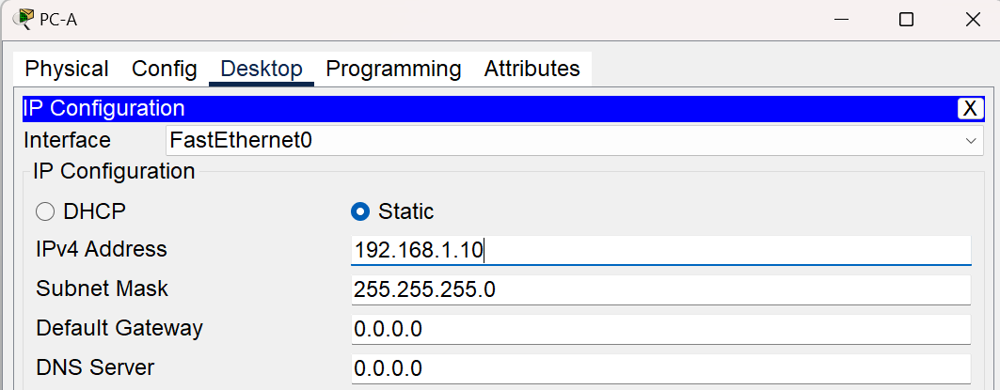 PC-A
Physical Config Desktop Programming Attributes
IP Configuration X
Interface FastEthernet0
IP Configuration
DHCP Static
IPv4 Address 192.168.1.10
Subnet Mask 255.255.255.0
Default Gateway 0.0.0.0
DNS Server 0.0.0.0